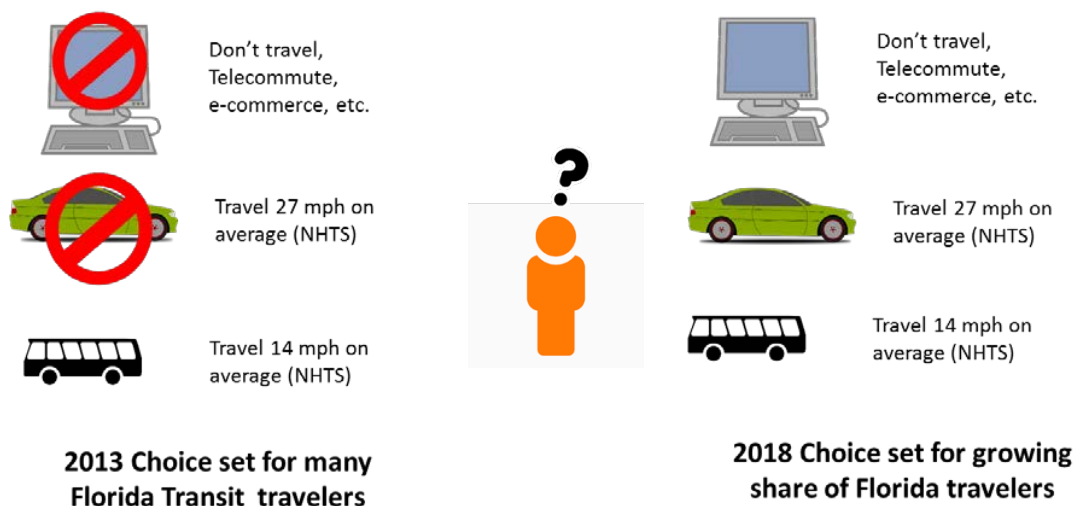 Don't travel,
Telecommute,
e-commerce, etc.
Travel 27 mph on
average (NHTS)
Travel 14 mph on
average (NHTS)
2013 Choice set for many
Florida Transit travelers
?
Don't travel,
Telecommute,
e-commerce, etc.
Travel 27 mph on
average (NHTS)
Travel 14 mph on
average (NHTS)
2018 Choice set for growing
share of Florida travelers